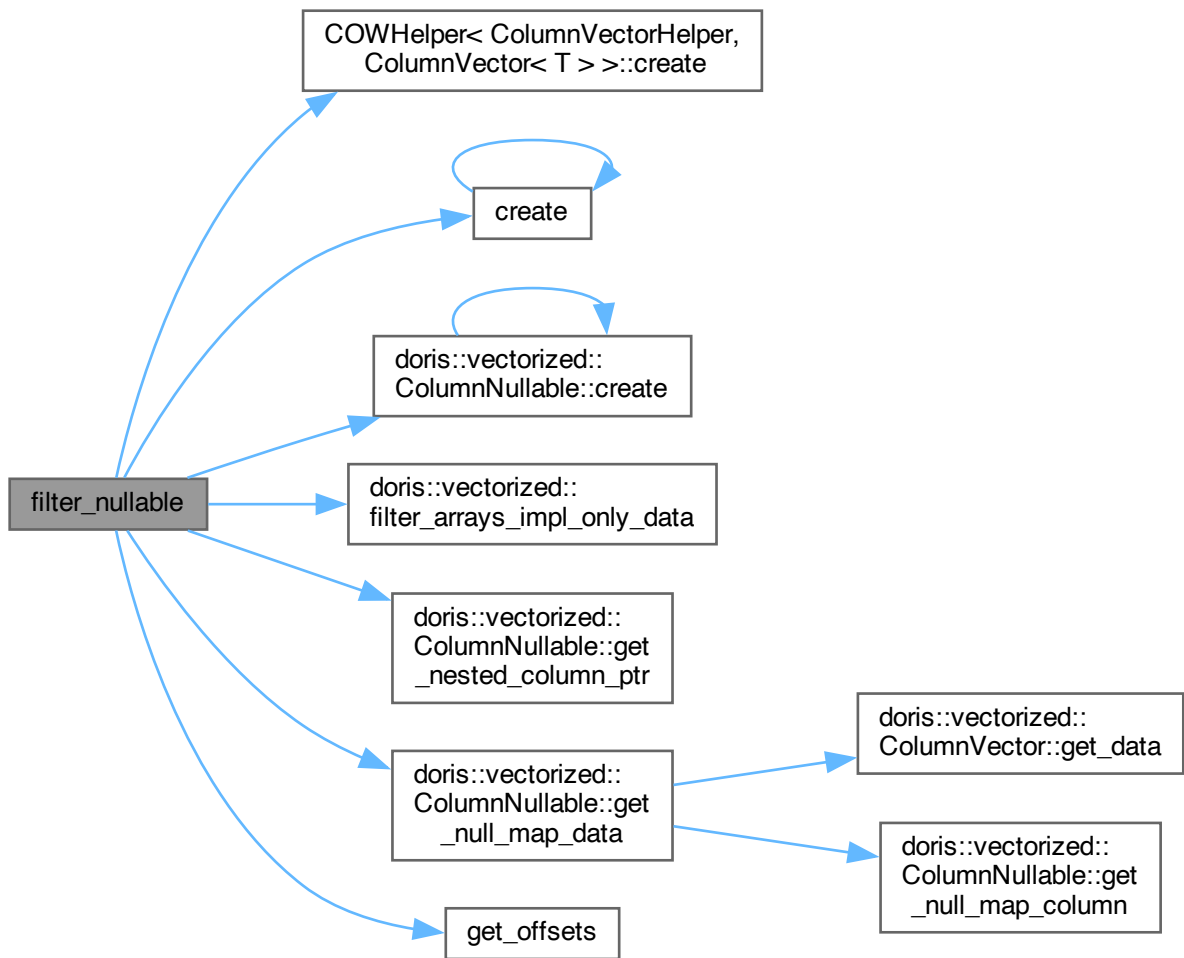 COWHelper< ColumnVectorHelper,
ColumnVector< T > >::create
create
doris::vectorized::
ColumnNullable::create
filter_nullable
doris::vectorized::
filter_arrays_impl_only_data
doris::vectorized::
ColumnNullable::get
_nested_column_ptr
doris::vectorized::
ColumnNullable::get
_null_map_data
doris::vectorized::
ColumnVector::get_data
doris::vectorized::
ColumnNullable::get
_null_map_column
get_offsets